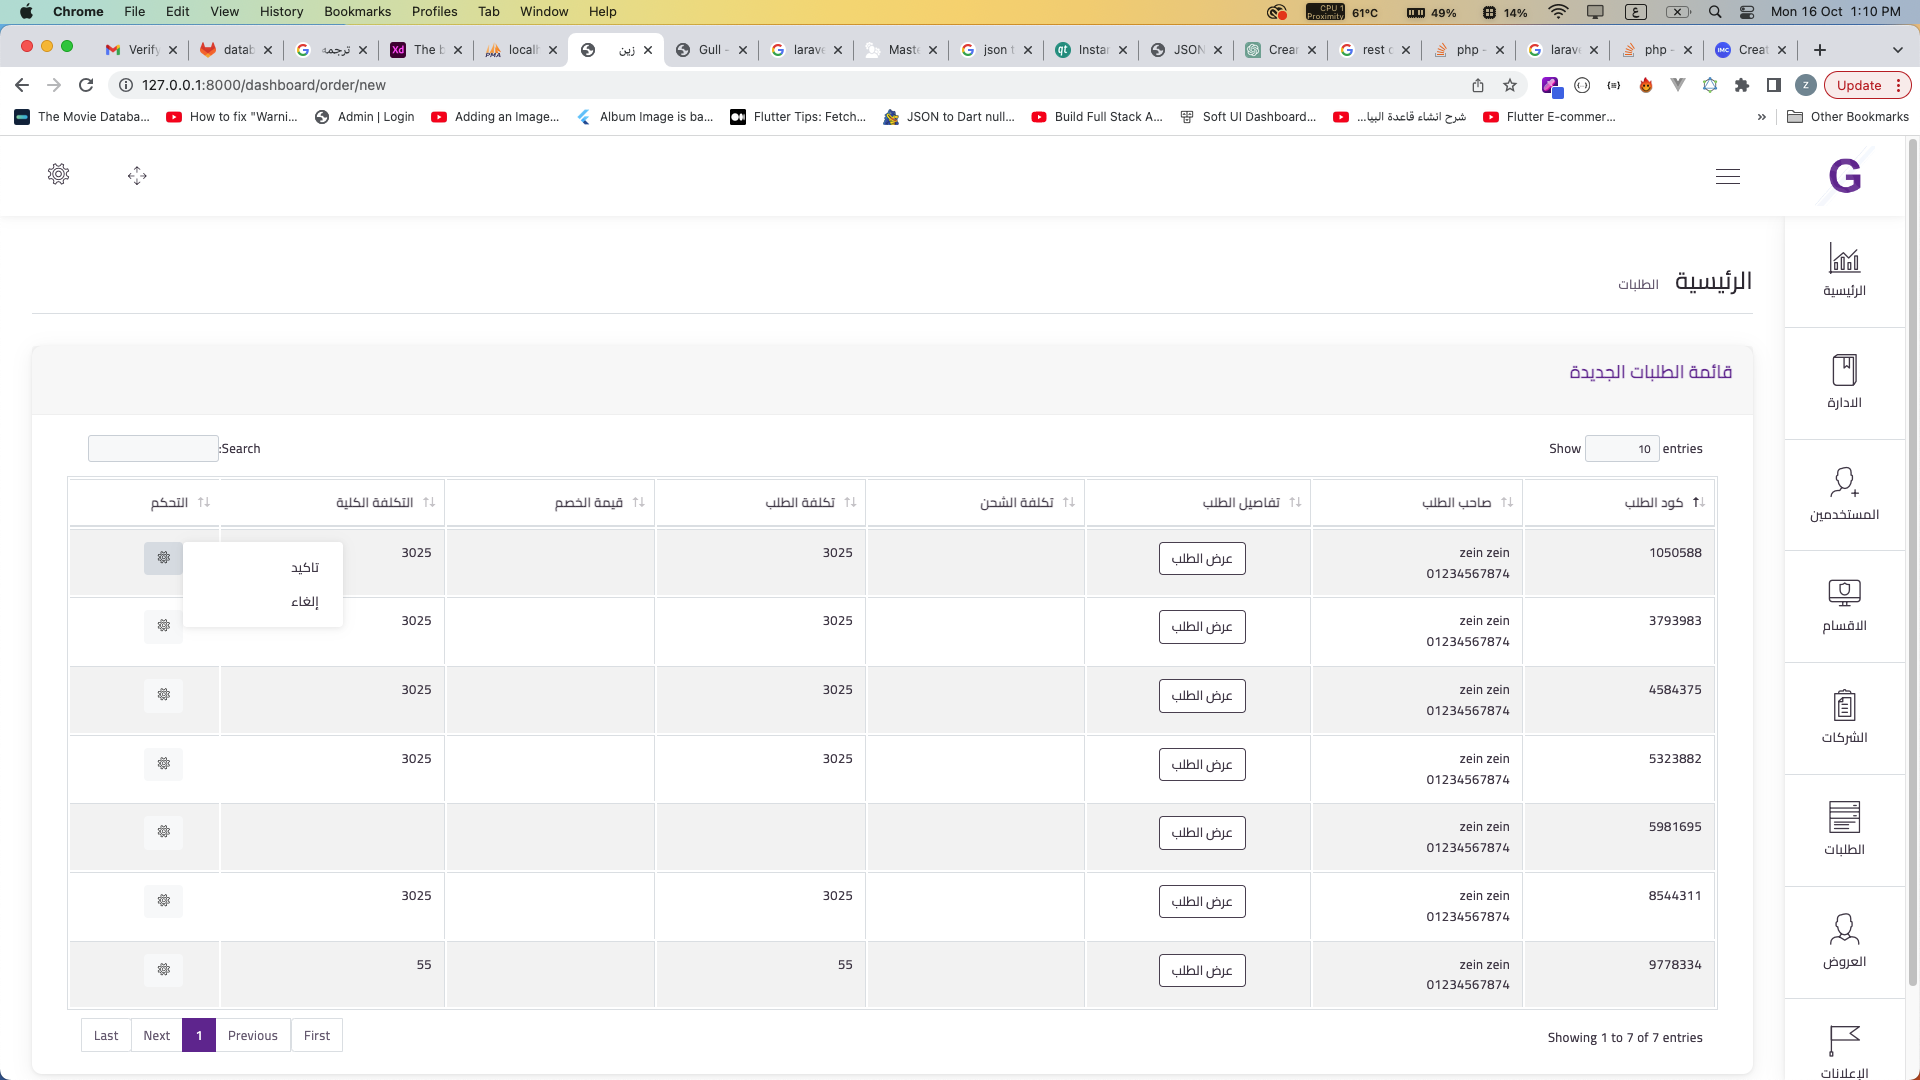 Chrome File Edit View History Bookmarks Profiles Tab Window Help
CPU 1 Proximity 61°C 49% 14% ع Mon 16 Oct 1:10 PM
Verify datab ترجمه The b localh زين Gull - larave Maste json t Instan JSON Crear rest c php - larave php - Creat
127.0.0.1:8000/dashboard/order/new
Z Update
The Movie Databa... How to fix "Warni... Admin | Login Adding an Image... Album Image is ba... Flutter Tips: Fetch... JSON to Dart null... Build Full Stack A... Soft UI Dashboard... شرح انشاء قاعدة البيا... Flutter E-commer... » Other Bookmarks
G
الرئيسية الطلبات
الرئيسية
الادارة
المستخدمين
الاقسام
الشركات
الطلبات
العروض
الإعلانات
قائمة الطلبات الجديدة
Show 10 entries
Search:
كود الطلب صاحب الطلب تفاصيل الطلب تكلفة الشحن تكلفة الطلب قيمة الخصم التكلفة الكلية التحكم
1050588 zein zein عرض الطلب 3025 3025
01234567874
تاكيد
إلغاء
3793983 zein zein عرض الطلب 3025 3025
01234567874
4584375 zein zein عرض الطلب 3025 3025
01234567874
5323882 zein zein عرض الطلب 3025 3025
01234567874
5981695 zein zein عرض الطلب
01234567874
8544311 zein zein عرض الطلب 3025 3025
01234567874
9778334 zein zein عرض الطلب 55 55
01234567874
Showing 1 to 7 of 7 entries
Last Next 1 Previous First